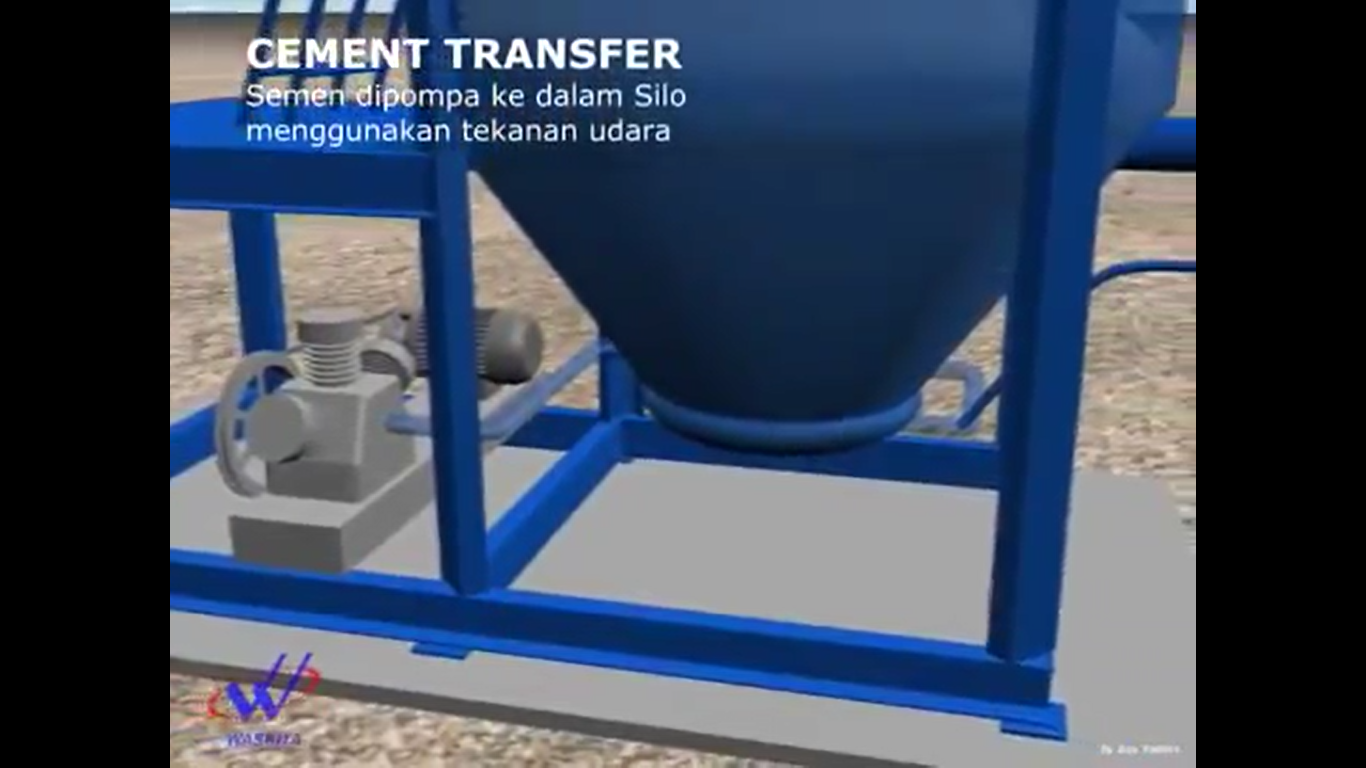 CEMENT TRANSFER
Semen dipompa ke dalam Silo
menggunakan tekanan udara
WASKITA